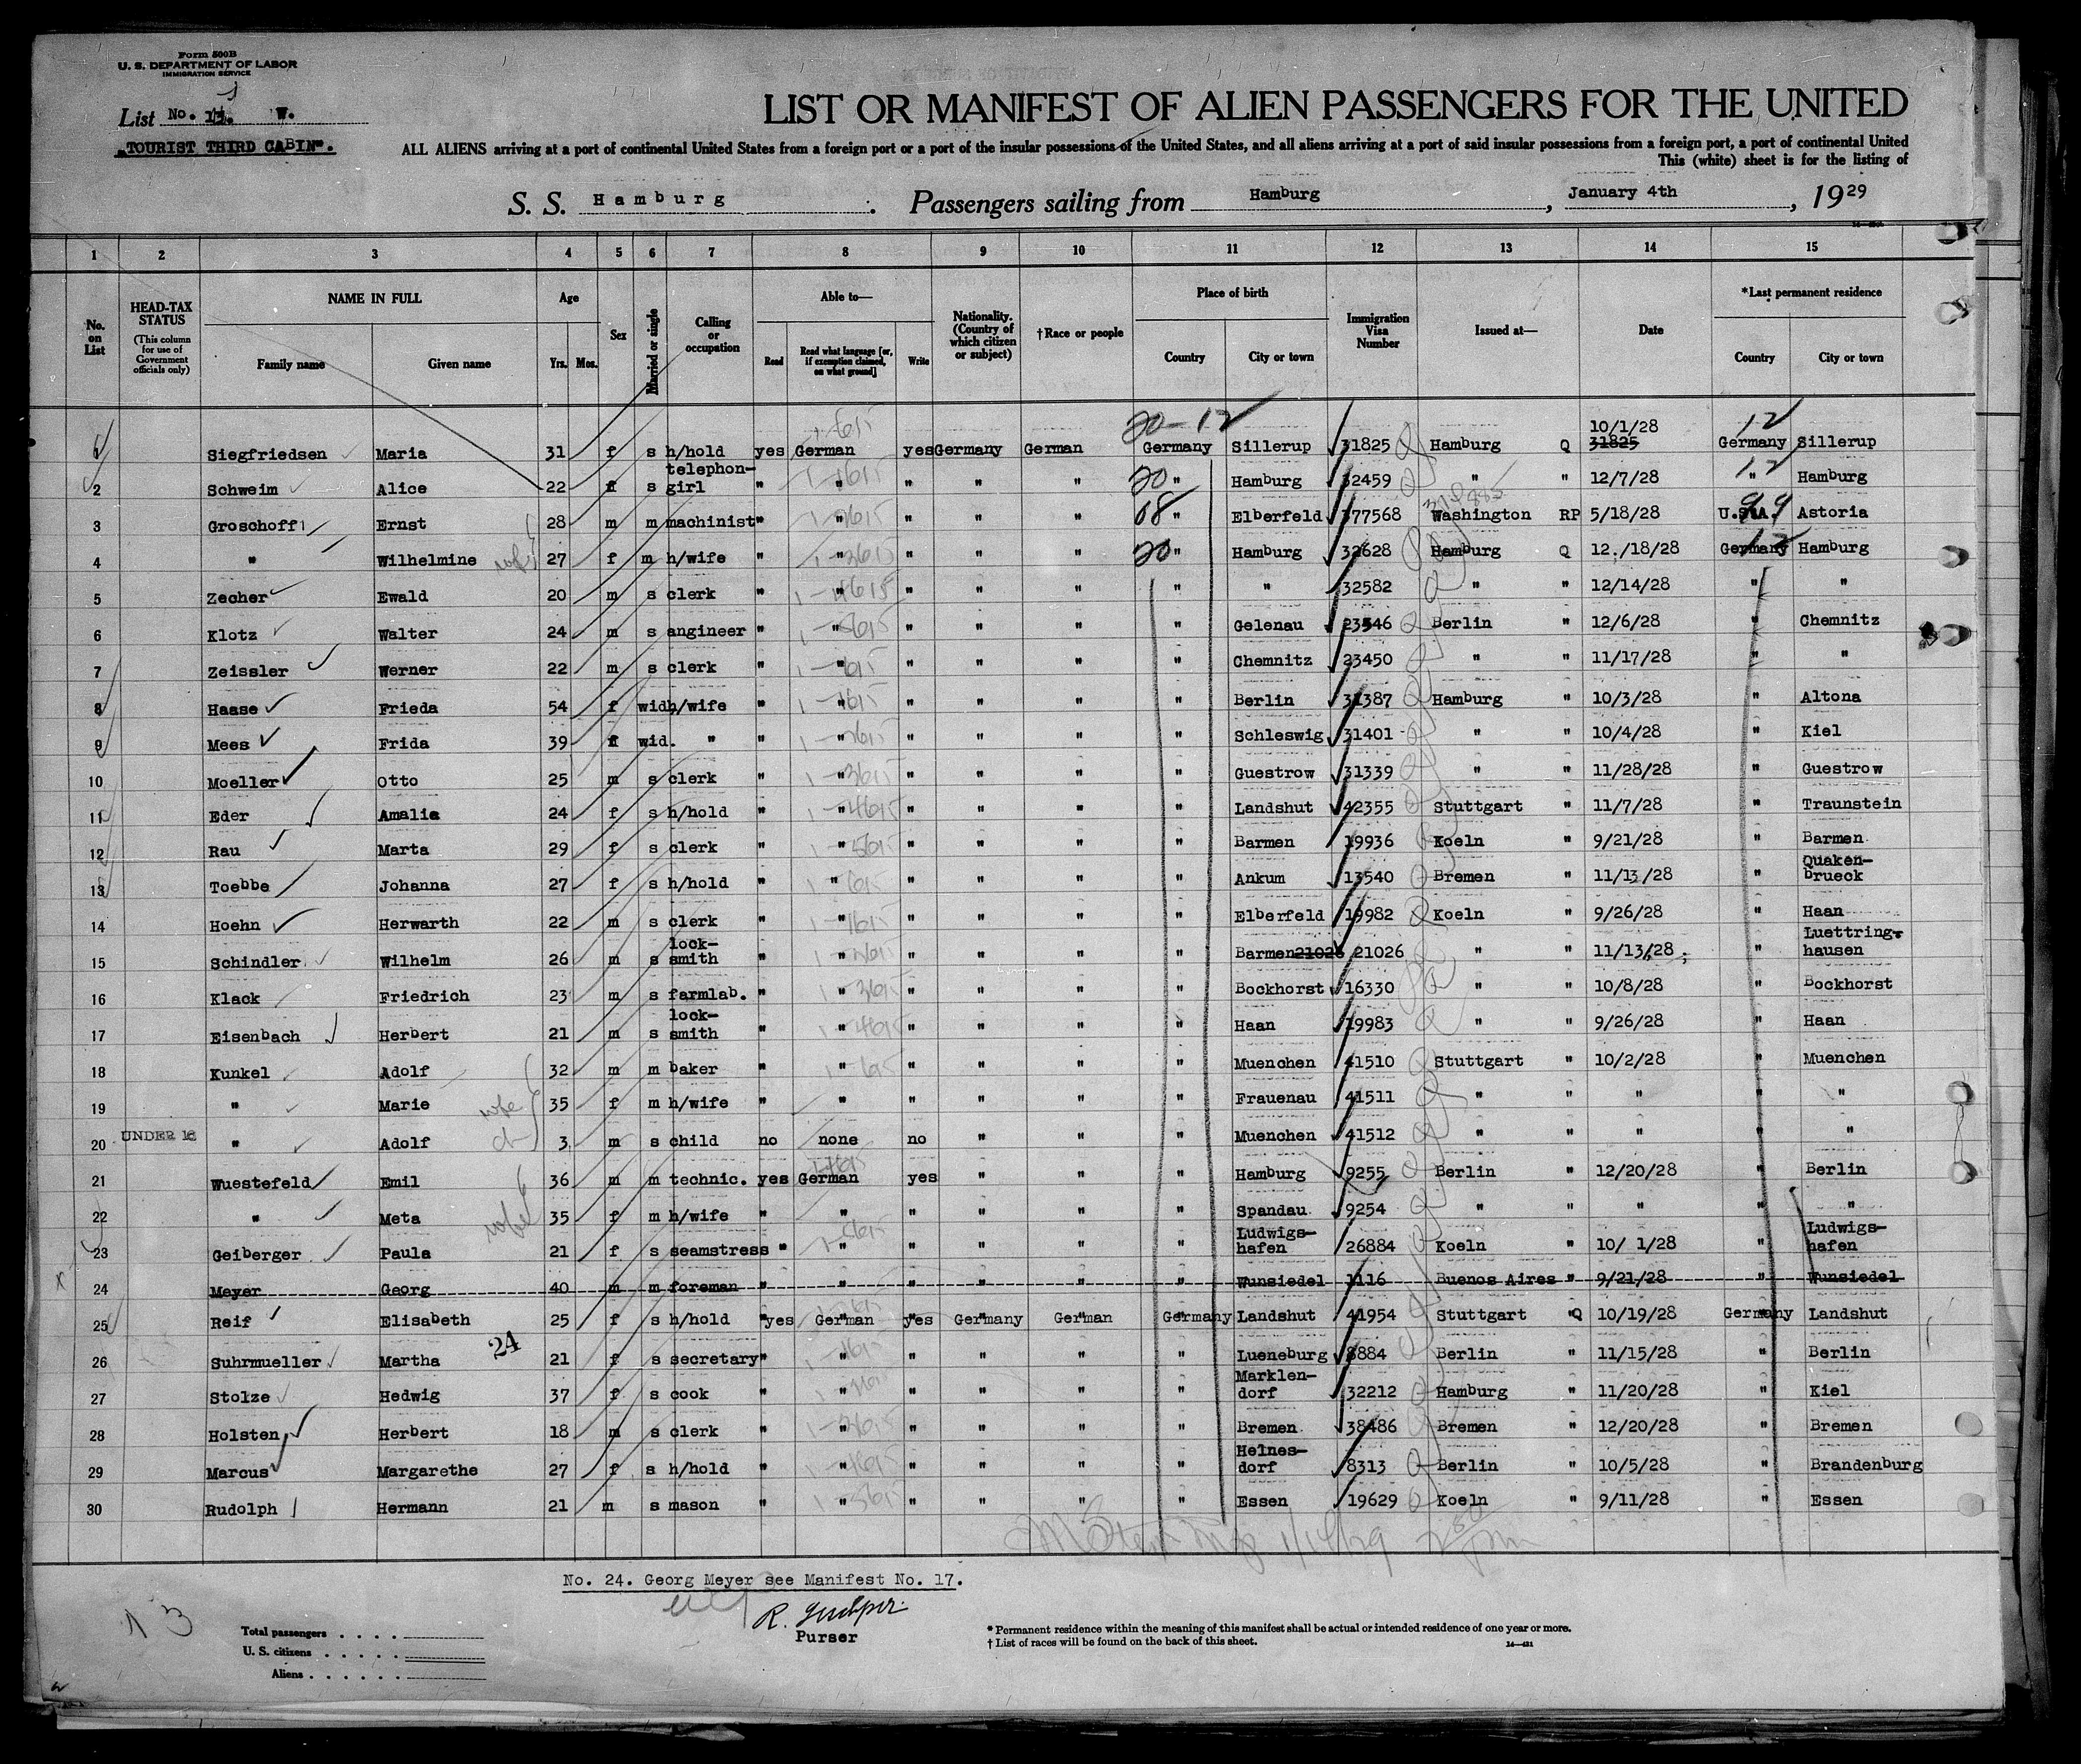 Form 500B
U. S. DEPARTMENT OF LABOR
IMMIGRATION SERVICE
List No. W.
"TOURIST THIRD CABIN".
LIST OR MANIFEST OF ALIEN PASSENGERS FOR THE UNITED
ALL ALIENS arriving at a port of continental United States from a foreign port or a port of the insular possessions of the United States, and all aliens arriving at a port of said insular possessions from a foreign port, a port of continental United
This (white) sheet is for the listing of
S. S. Hamburg. Passengers sailing from Hamburg, January 4th, 1929
1 2 3 4 5 6 7 8 9 10 11 12 13 14 15
No. on List
HEAD-TAX STATUS (This column for use of Government officials only)
NAME IN FULL Family name Given name
Age Yrs. Mos.
Sex
Married or single
Calling or occupation
Able to— Read Read what language [or, if exemption claimed, on what ground] Write
Nationality. (Country of which citizen or subject)
†Race or people
Place of birth Country City or town
Immigration Visa Number
Issued at—
Date
*Last permanent residence Country City or town
20-12 12
1 Siegfriedsen Maria 31 f s h/hold yes German yes Germany German Germany Sillerup 31825 Hamburg Q 10/1/28 31825 Germany Sillerup
2 Schweim Alice 22 f s telephon-girl " " " " " 20 " Hamburg 32459 " " 12/7/28 12 " Hamburg
3 Groschoff Ernst 28 m m machinist " " " " " 68 " Elberfeld 377568 Washington RP 5/18/28 U.S.A. 99 Astoria
4 " Wilhelmine wife 27 f m h/wife " " " " " 20 " Hamburg 32628 Hamburg Q 12./18/28 Germany 12 Hamburg
5 Zecher Ewald 20 m s clerk " " " " " " " 32582 " " 12/14/28 " "
6 Klotz Walter 24 m s angineer " " " " " " Gelenau 23546 Berlin " 12/6/28 " Chemnitz
7 Zeissler Werner 22 m s clerk " " " " " " Chemnitz 23450 " " 11/17/28 " "
8 Haase Frieda 54 f wid h/wife " " " " " " Berlin 31387 Hamburg " 10/3/28 " Altona
9 Mees Frida 39 f wid. " " " " " " " Schleswig 31401 " " 10/4/28 " Kiel
10 Moeller Otto 25 m s clerk " " " " " " Guestrow 31339 " " 11/28/28 " Guestrow
11 Eder Amalie 24 f s h/hold " " " " " " Landshut 42355 Stuttgart " 11/7/28 " Traunstein
12 Rau Marta 29 f s clerk " " " " " " Barmen 19936 Koeln " 9/21/28 " Barmen
13 Toebbe Johanna 27 f s h/hold " " " " " " Ankum 13540 Bremen " 11/13/28 " Quaken-brueck
14 Hoehn Herwarth 22 m s clerk " " " " " " Elberfeld 19982 Koeln " 9/26/28 " Haan
15 Schindler Wilhelm 26 m s lock-smith " " " " " " Barmen 21026 21026 " " 11/13/28 " Luettring-hausen
16 Klack Friedrich 23 m s farmlab. " " " " " " Bockhorst 16330 " " 10/8/28 " Bockhorst
17 Eisenbach Herbert 21 m s lock-smith " " " " " " Haan 19983 " " 9/26/28 " Haan
18 Kunkel Adolf 32 m m baker " " " " " " Muenchen 41510 Stuttgart " 10/2/28 " Muenchen
19 " Marie wife 35 f m h/wife " " " " " " Frauenau 41511 " " " " "
20 UNDER 16 " Adolf ch 3 m s child no none no " " " Muenchen 41512 " " " " "
21 Wuestefeld Emil 36 m m technic. yes German yes " " " Hamburg 9255 Berlin " 12/20/28 " Berlin
22 " Meta wife 35 f m h/wife " " " " " " Spandau 9254 " " " " "
23 Geiberger Paula 21 f s seamstress " " " " " " Ludwigs-hafen 26884 Koeln " 10/ 1/28 " Ludwigs-hafen
24 Meyer Georg 40 m m foreman " " " " " " Wunsiedel 1116 Buenos Aires " 9/21/28 " Wunsiedel
25 Reif Elisabeth 25 f s h/hold yes German yes Germany German Germany Landshut 41954 Stuttgart Q 10/19/28 Germany Landshut
24
26 Suhrmueller Martha 21 f s secretary " " " " " " Lueneburg 8884 Berlin " 11/15/28 " Berlin
27 Stolze Hedwig 37 f s cook " " " " " " Marklen-dorf 32212 Hamburg " 11/20/28 " Kiel
28 Holsten Herbert 18 m s clerk " " " " " " Bremen 38486 Bremen " 12/20/28 " Bremen
29 Marcus Margarethe 27 f s h/hold " " " " " " Helnes-dorf 8313 Berlin " 10/5/28 " Brandenburg
30 Rudolph Hermann 21 m s mason " " " " " " Essen 19629 Koeln " 9/11/28 " Essen
No. 24. Georg Meyer see Manifest No. 17.
Purser
13
Total passengers
U. S. citizens
Aliens
* Permanent residence within the meaning of this manifest shall be actual or intended residence of one year or more.
† List of races will be found on the back of this sheet.
14—421